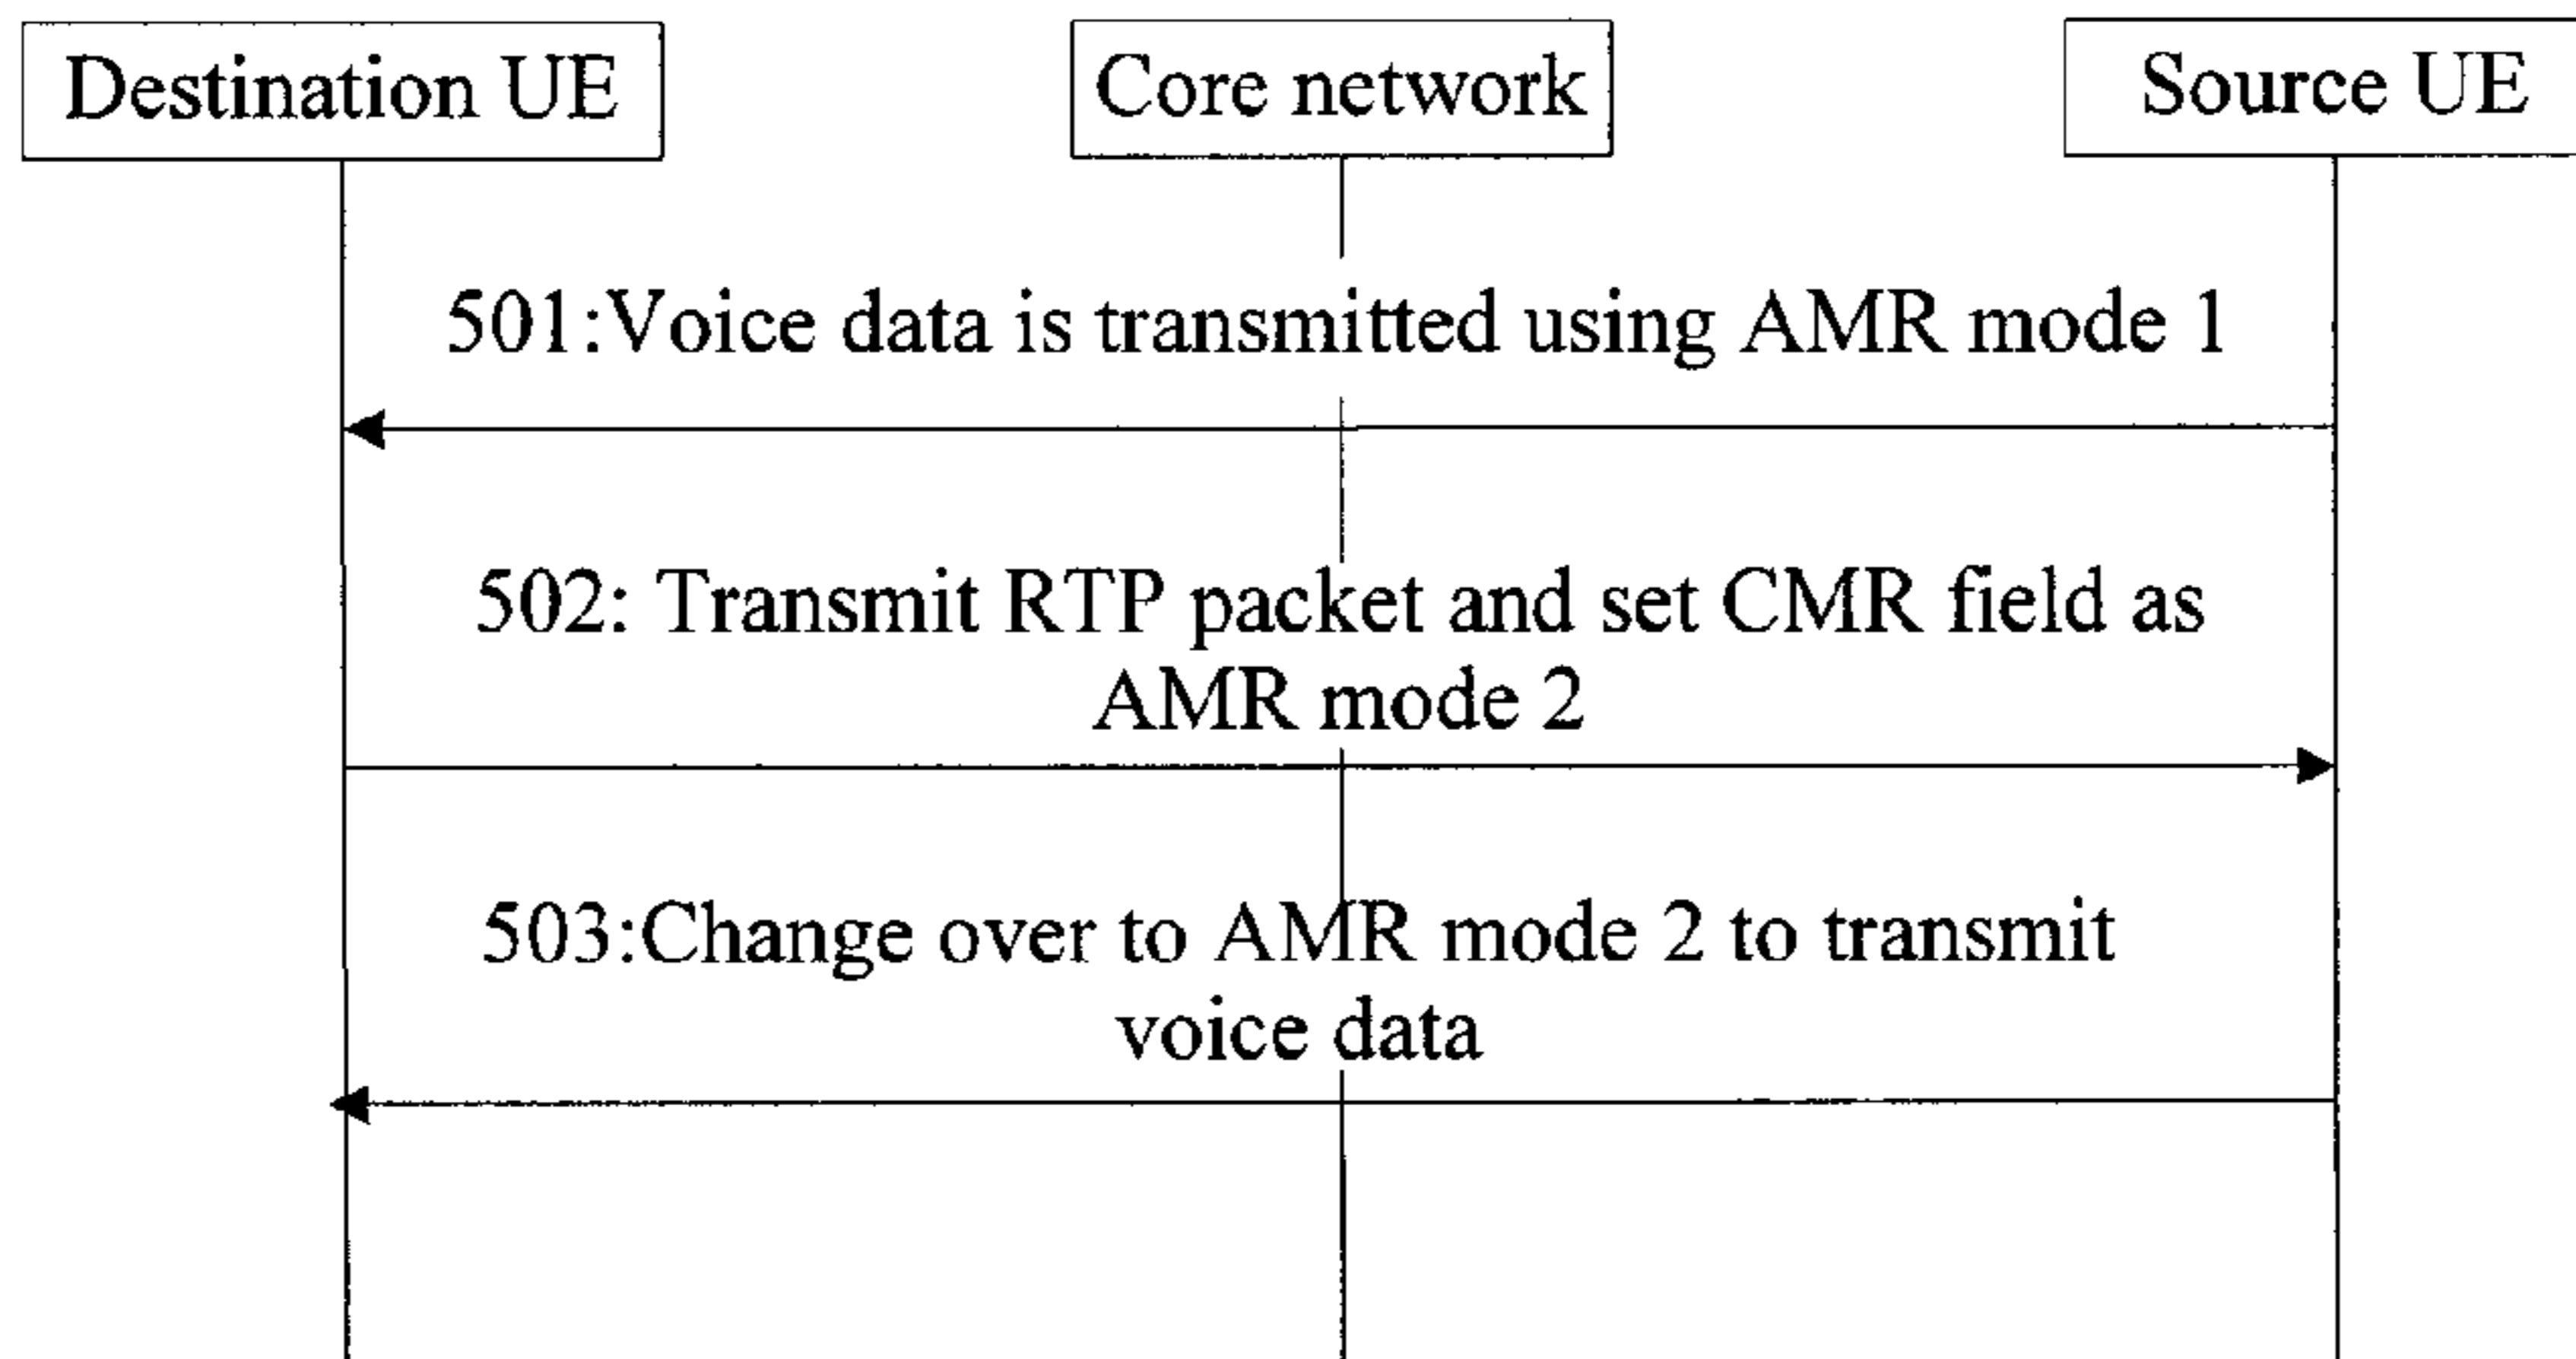 Destination UE
Core network
Source UE
501:Voice data is transmitted using AMR mode 1
502: Transmit RTP packet and set CMR field as
AMR mode 2
503:Change over to AMR mode 2 to transmit
voice data